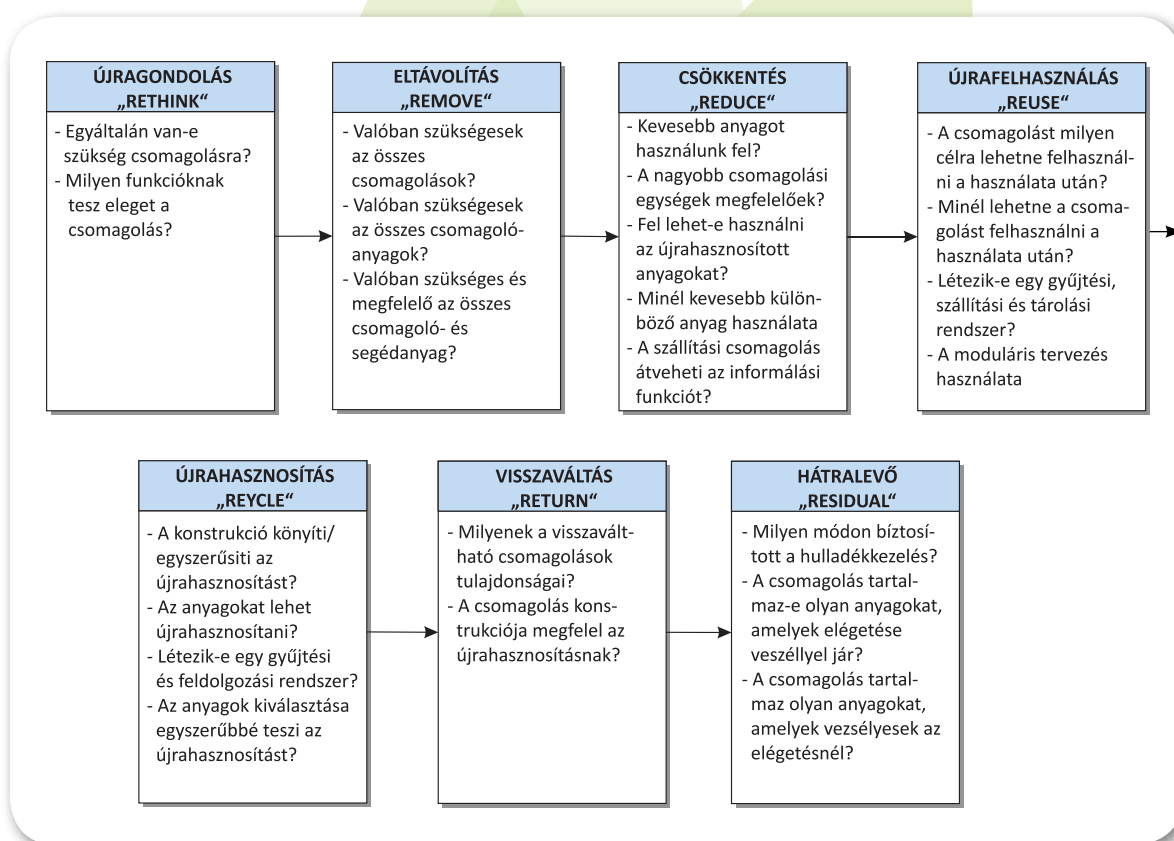 ÚJRAGONDOLÁS
„RETHINK“
- Egyáltalán van-e
szükség csomagolásra?
- Milyen funkcióknak
tesz eleget a
csomagolás?
ELTÁVOLÍTÁS
„REMOVE“
- Valóban szükségesek
az összes
csomagolások?
- Valóban szükségesek
az összes csomagoló-
anyagok?
- Valóban szükséges és
megfelelő az összes
csomagoló- és
segédanyag?
CSÖKKENTÉS
„REDUCE“
- Kevesebb anyagot
használunk fel?
- A nagyobb csomagolási
egységek megfelelőek?
- Fel lehet-e használni
az újrahasznosított
anyagokat?
- Minél kevesebb külön-
böző anyag használata
- A szállítási csomagolás
átveheti az informálási
funkciót?
ÚJRAFELHASZNÁLÁS
„REUSE“
- A csomagolást milyen
célra lehetne felhasznál-
ni a használata után?
- Minél lehetne a csoma-
golást felhasználni a
használata után?
- Létezik-e egy gyűjtési,
szállítási és tárolási
rendszer?
- A moduláris tervezés
használata
ÚJRAHASZNOSÍTÁS
„REYCLE“
- A konstrukció könyíti/
egyszerűsiti az
újrahasznosítást?
- Az anyagokat lehet
újrahasznosítani?
- Létezik-e egy gyűjtési
és feldolgozási rendszer?
- Az anyagok kiválasztása
egyszerűbbé teszi az
újrahasznosítást?
VISSZAVÁLTÁS
„RETURN“
- Milyenek a visszavált-
ható csomagolások
tulajdonságai?
- A csomagolás kons-
trukciója megfelel az
újrahasznosításnak?
HÁTRALEVŐ
„RESIDUAL“
- Milyen módon bíztosí-
tott a hulladékkezelés?
- A csomagolás tartal-
maz-e olyan anyagokat,
amelyek elégetése
veszéllyel jár?
- A csomagolás tartal-
maz olyan anyagokat,
amelyek vezsélyesek az
elégetésnél?